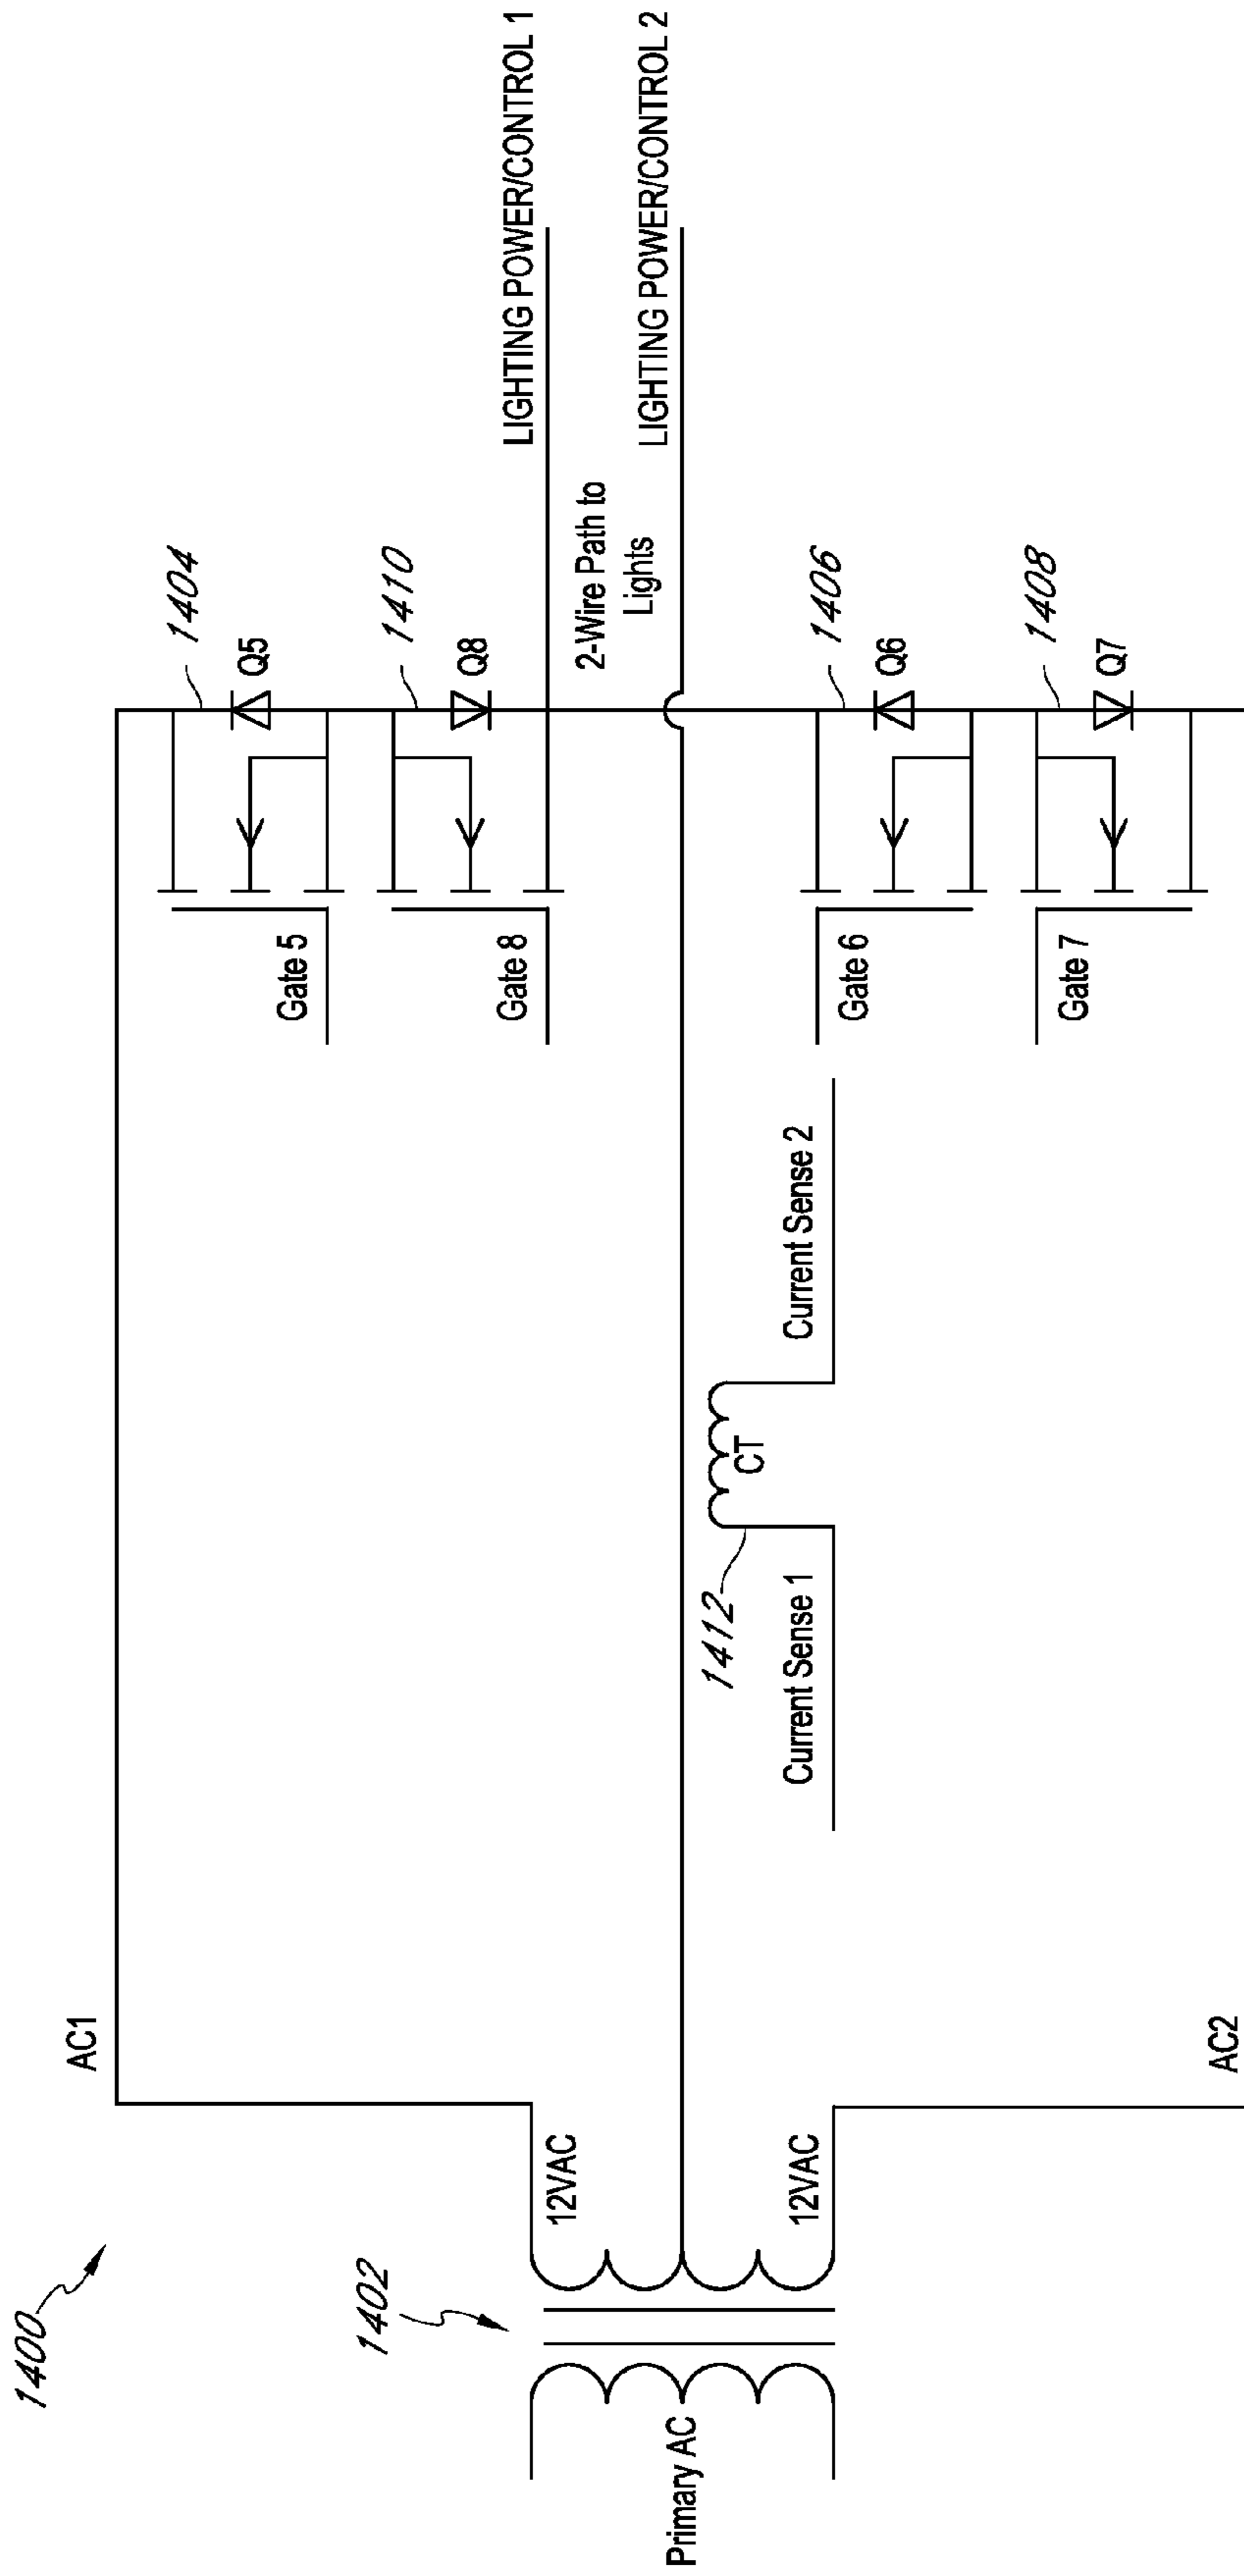 1400
1402
Primary AC
12VAC
12VAC
AC1
AC2
1412
CT
Current Sense 1
Current Sense 2
Gate 5
Gate 8
Gate 6
Gate 7
1404
Q5
1410
Q8
1406
Q6
1408
Q7
2-Wire Path to
Lights
LIGHTING POWER/CONTROL 1
LIGHTING POWER/CONTROL 2